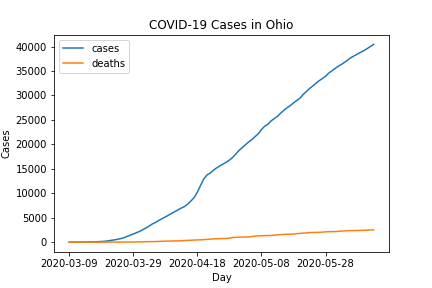 COVID-19 Cases in Ohio
cases
deaths
40000
35000
30000
25000
20000
15000
10000
5000
0
Cases
2020-03-09 2020-03-29 2020-04-18 2020-05-08 2020-05-28
Day